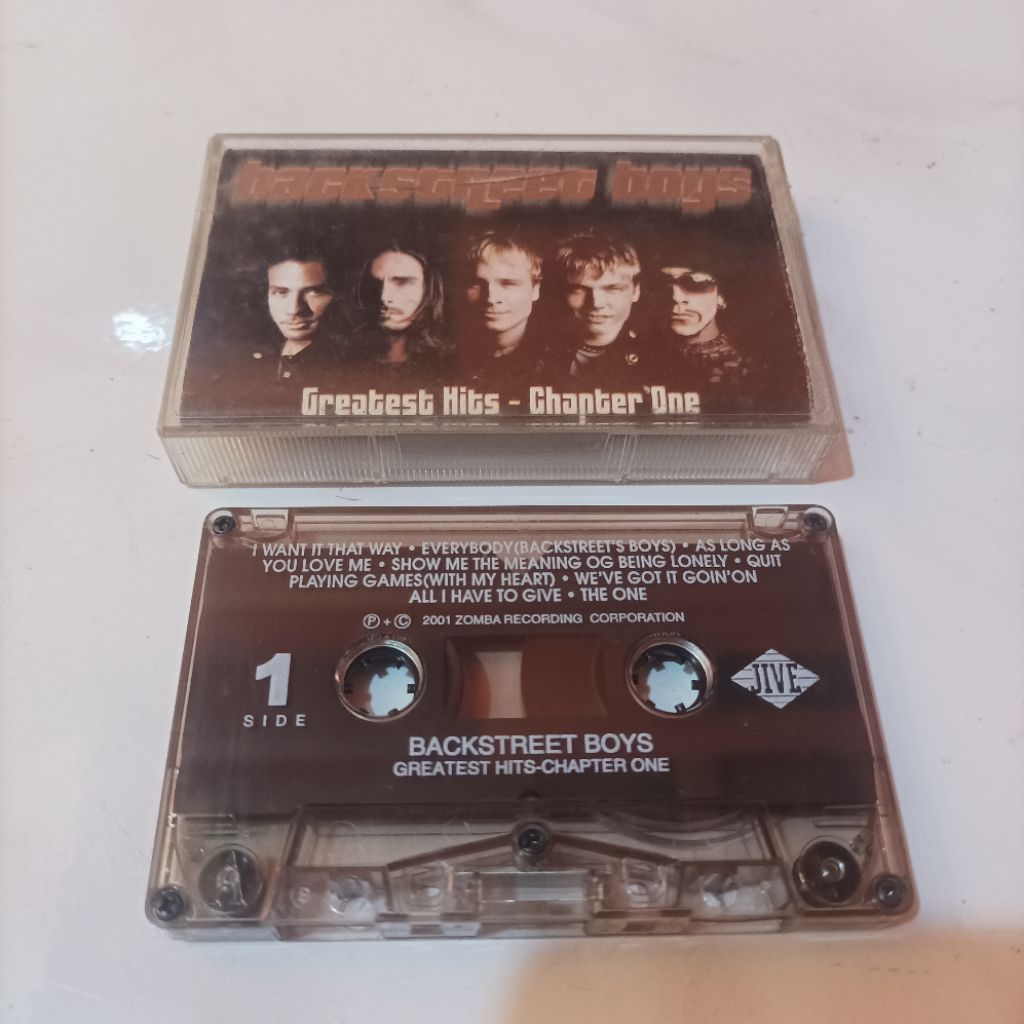 backstreet boys
Greatest Hits - Chapter One
I WANT IT THAT WAY • EVERYBODY(BACKSTREET'S BOYS) • AS LONG AS
YOU LOVE ME • SHOW ME THE MEANING OG BEING LONELY • QUIT
PLAYING GAMES(WITH MY HEART) • WE'VE GOT IT GOIN'ON
ALL I HAVE TO GIVE • THE ONE
Ⓟ + © 2001 ZOMBA RECORDING CORPORATION
1
SIDE
JIVE
BACKSTREET BOYS
GREATEST HITS-CHAPTER ONE